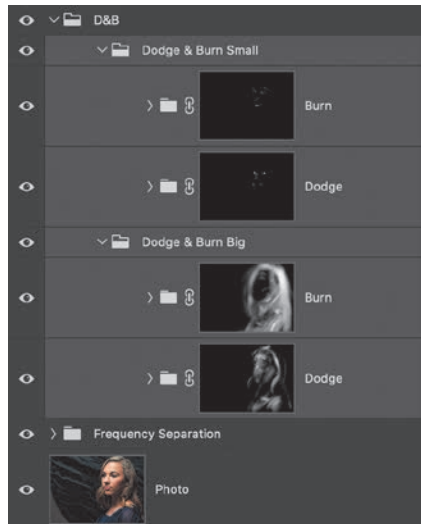 D&B
Dodge & Burn Small
Burn
Dodge
Dodge & Burn Big
Burn
Dodge
Frequency Separation
Photo